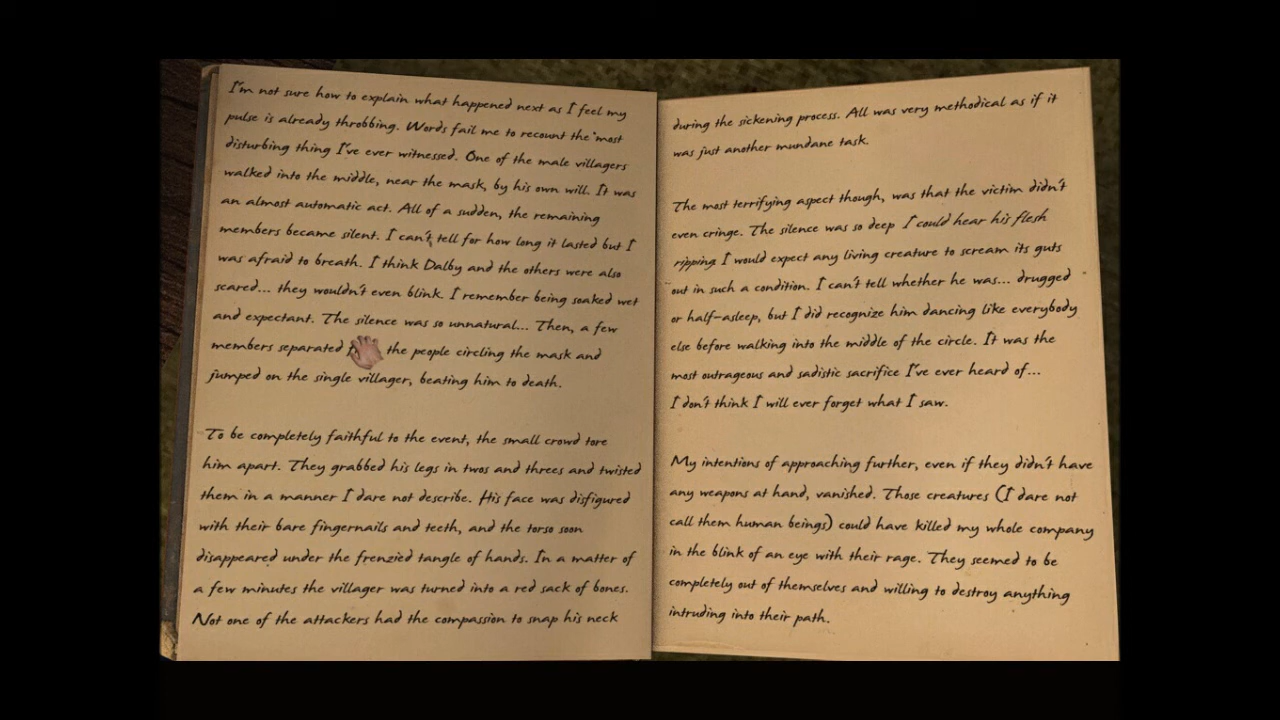 I'm not sure how to explain what happened next as I feel my
pulse is already throbbing. Words fail me to recount the most
disturbing thing I've ever witnessed. One of the male villagers
walked into the middle, near the mask, by his own will. It was
an almost automatic act. All of a sudden, the remaining
members became silent. I can't tell for how long it lasted but I
was afraid to breath. I think Dalby and the others were also
scared... they wouldn't even blink. I remember being soaked wet
and expectant. The silence was so unnatural... Then, a few
members separated the people circling the mask and
jumped on the single villager, beating him to death.
To be completely faithful to the event, the small crowd tore
him apart. They grabbed his legs in twos and threes and twisted
them in a manner I dare not describe. His face was disfigured
with their bare fingernails and teeth, and the torso soon
disappeared under the frenzied tangle of hands. In a matter of
a few minutes the villager was turned into a red sack of bones.
Not one of the attackers had the compassion to snap his neck
during the sickening process. All was very methodical as if it
was just another mundane task.
The most terrifying aspect though, was that the victim didn't
even cringe. The silence was so deep I could hear his flesh
ripping. I would expect any living creature to scream its guts
out in such a condition. I can't tell whether he was... drugged
or half-asleep, but I did recognize him dancing like everybody
else before walking into the middle of the circle. It was the
most outrageous and sadistic sacrifice I've ever heard of...
I don't think I will ever forget what I saw.
My intentions of approaching further, even if they didn't have
any weapons at hand, vanished. Those creatures (I dare not
call them human beings) could have killed my whole company
in the blink of an eye with their rage. They seemed to be
completely out of themselves and willing to destroy anything
intruding into their path.